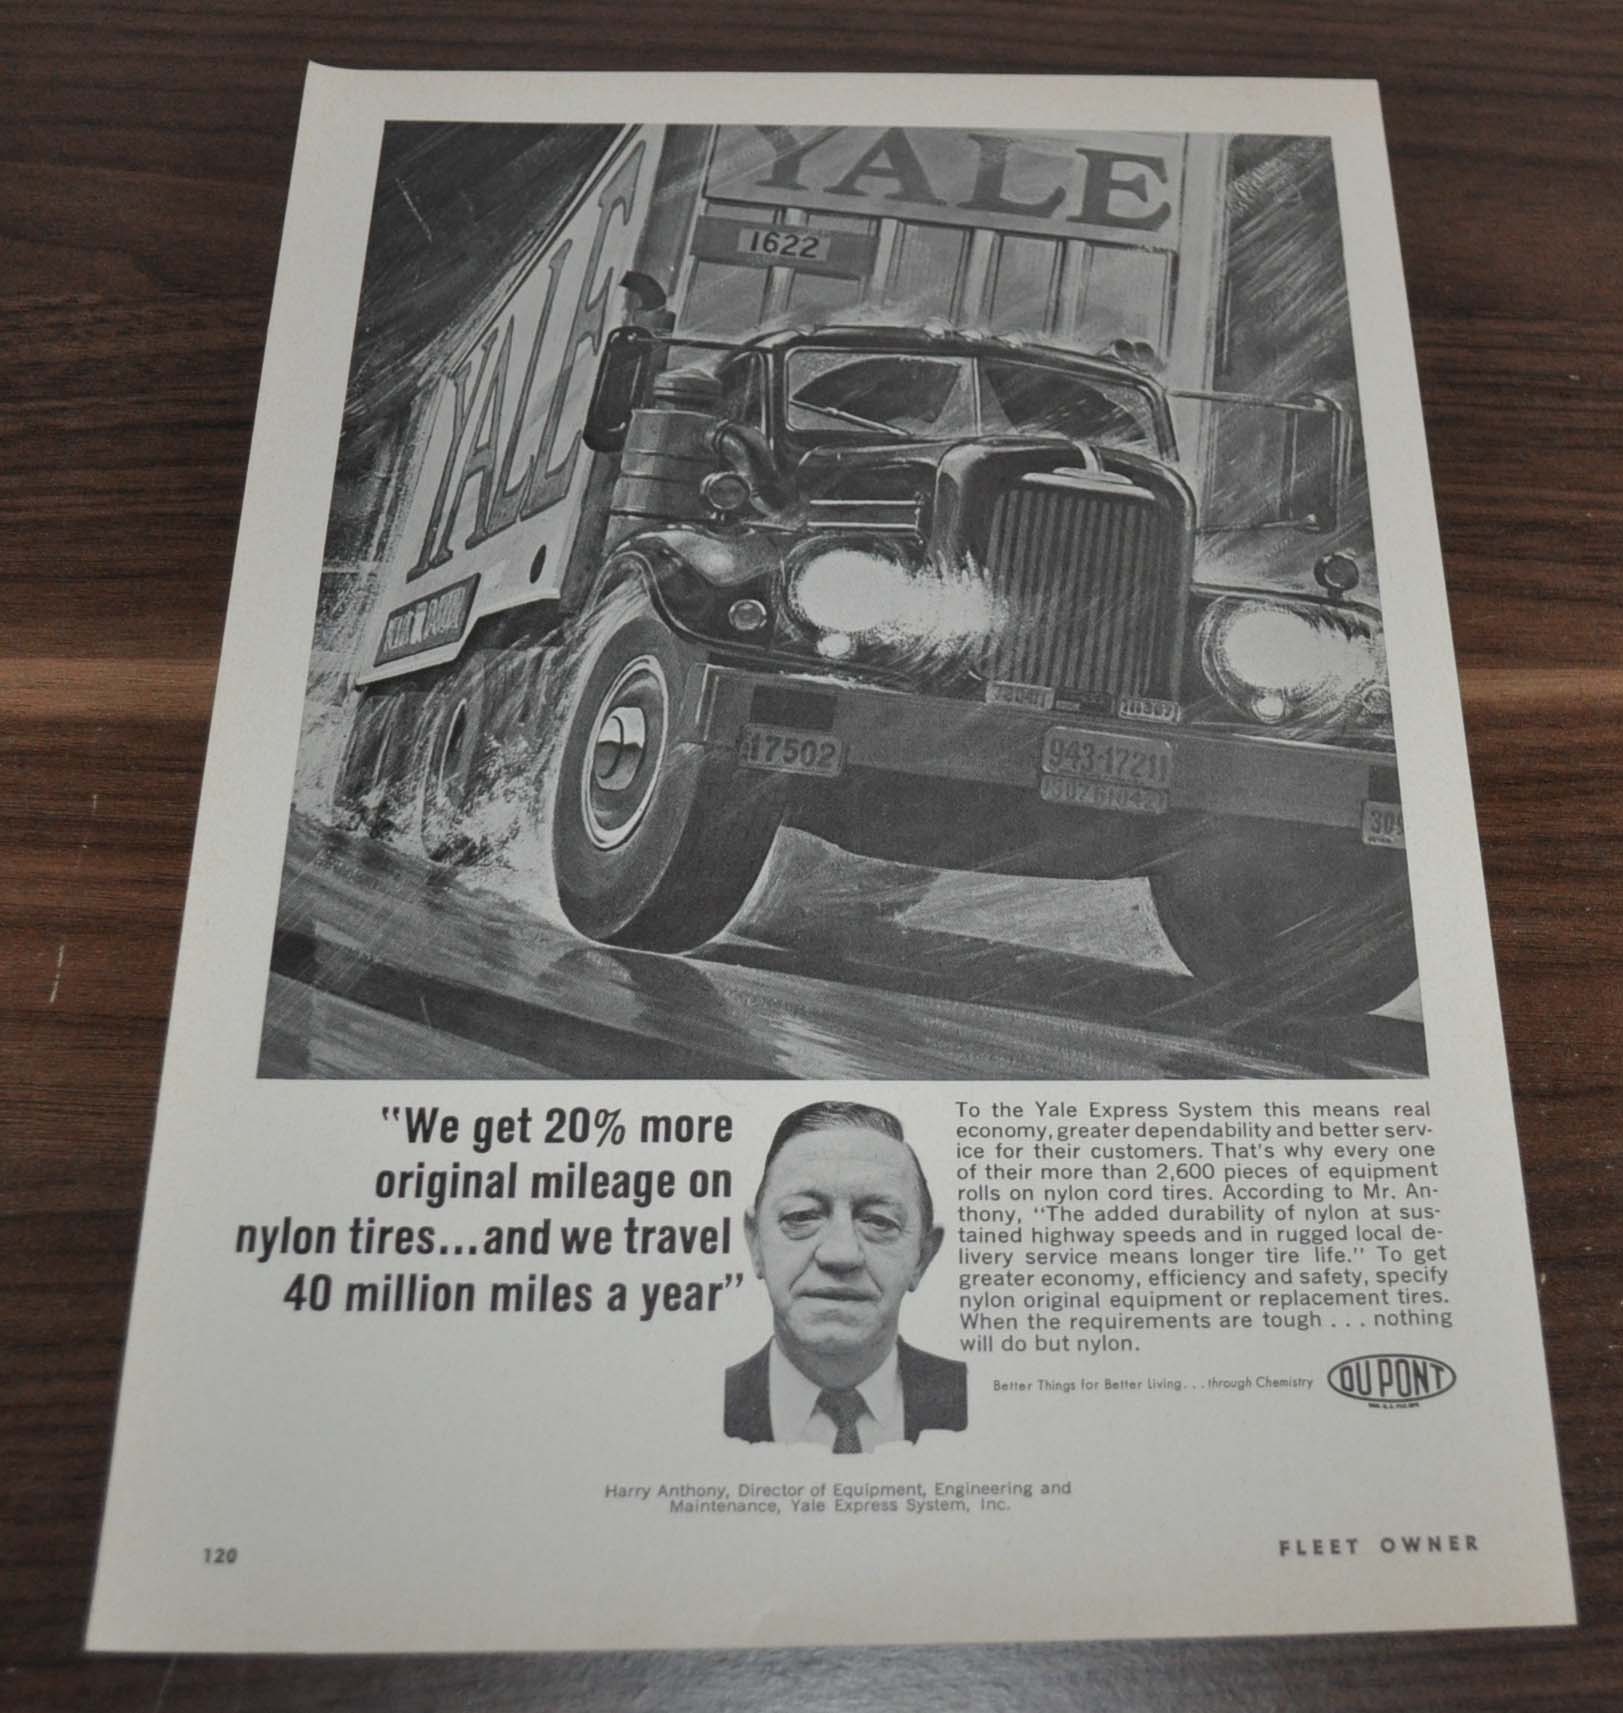 YALE
1622
YALE
17502
943-17211
"We get 20% more
original mileage on
nylon tires...and we travel
40 million miles a year"
To the Yale Express System this means real
economy, greater dependability and better serv-
ice for their customers. That's why every one
of their more than 2,600 pieces of equipment
rolls on nylon cord tires. According to Mr. An-
thony, "The added durability of nylon at sus-
tained highway speeds and in rugged local de-
livery service means longer tire life." To get
greater economy, efficiency and safety, specify
nylon original equipment or replacement tires.
When the requirements are tough . . . nothing
will do but nylon.
Better Things for Better Living. . . through Chemistry
DU PONT
Harry Anthony, Director of Equipment, Engineering and
Maintenance, Yale Express System, Inc.
120
FLEET OWNER